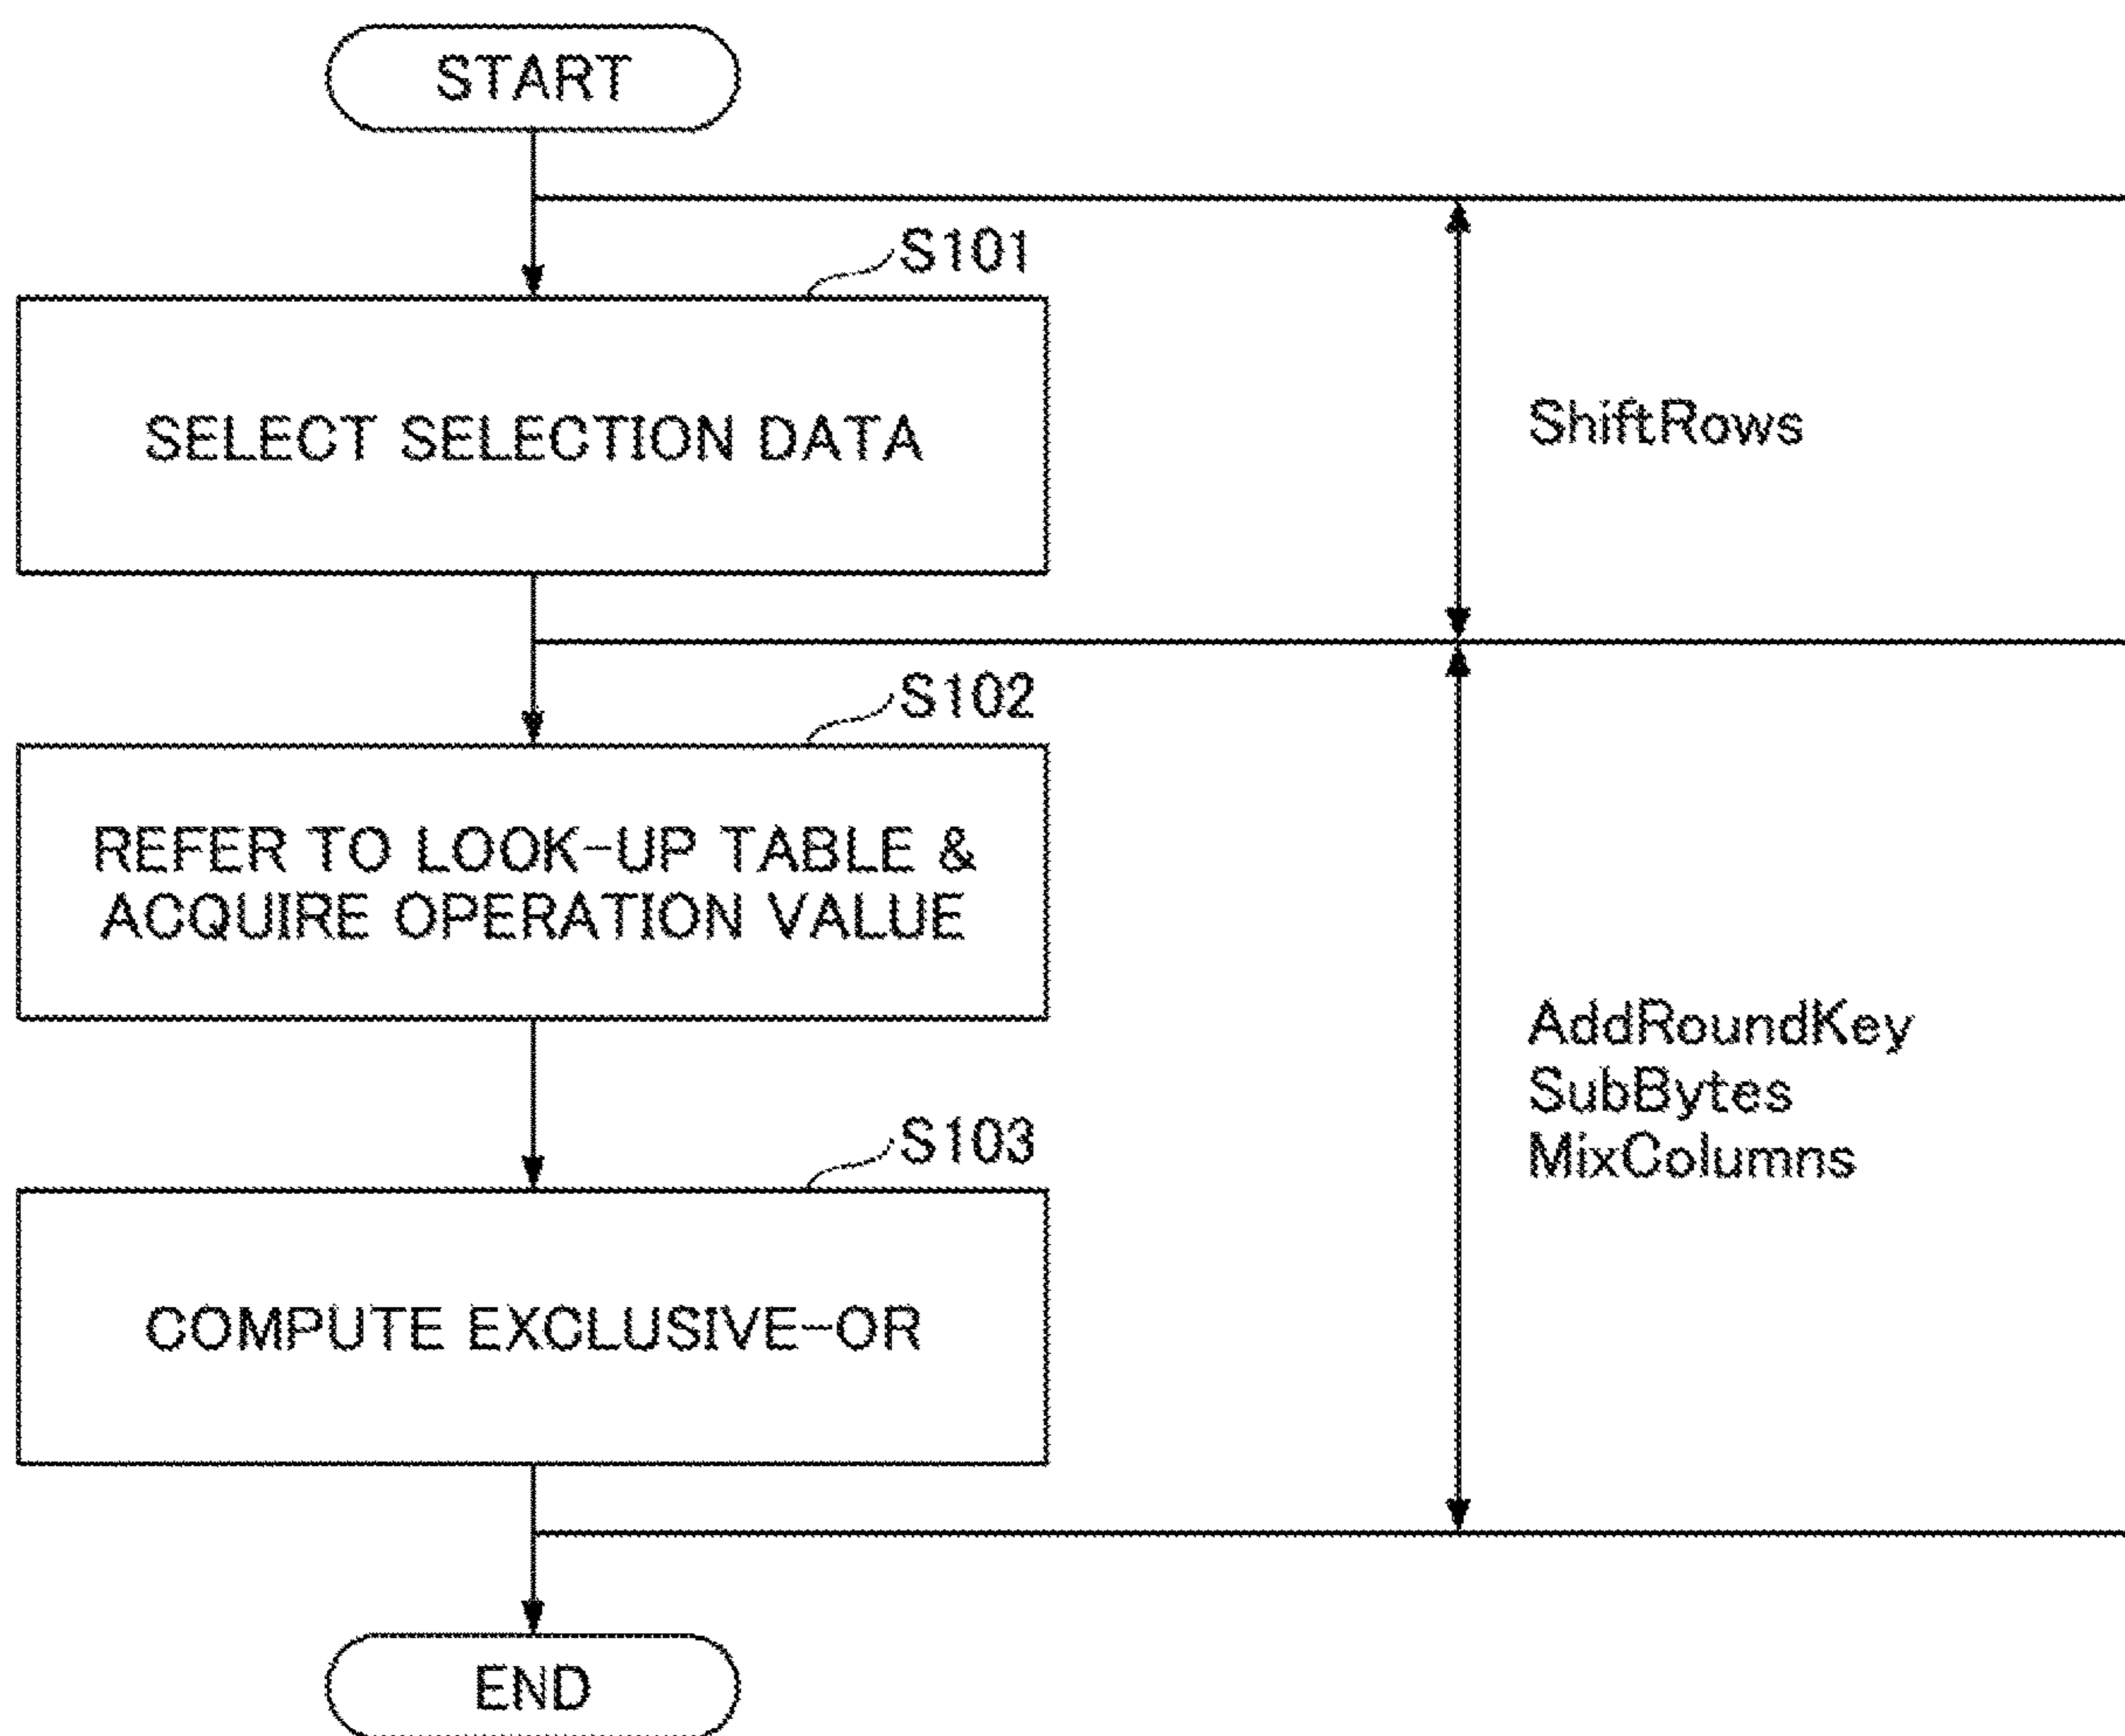 START
S101
SELECT SELECTION DATA
ShiftRows
S102
REFER TO LOOK-UP TABLE &
ACQUIRE OPERATION VALUE
AddRoundKey
SubBytes
MixColumns
S103
COMPUTE EXCLUSIVE-OR
END